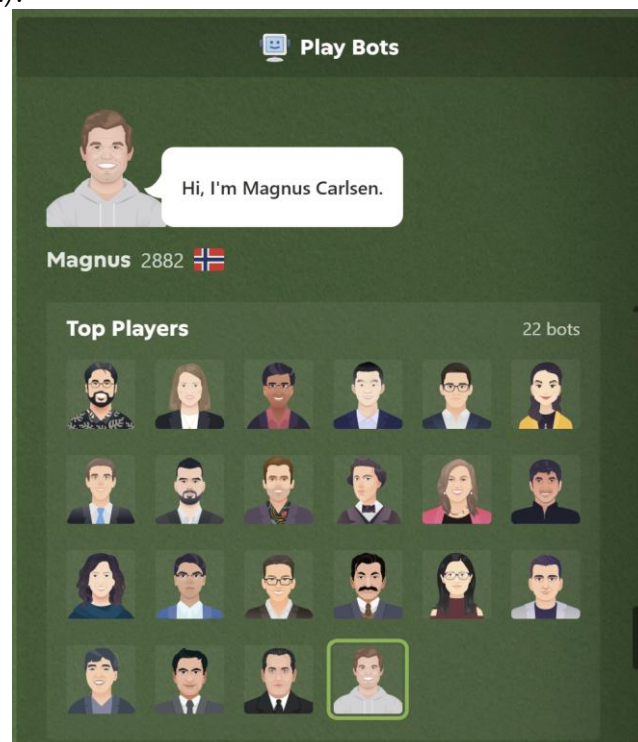 ).
Play Bots
Hi, I'm Magnus Carlsen.
Magnus 2882
Top Players 22 bots